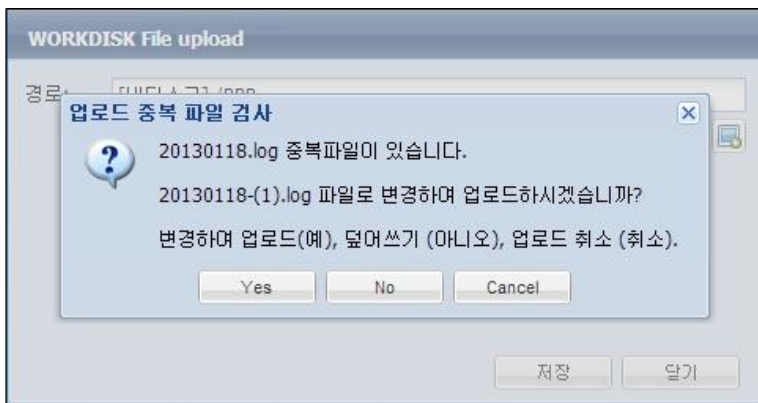 WORKDISK File upload
경로:
업로드 중복 파일 검사
20130118.log 중복파일이 있습니다.
20130118-(1).log 파일로 변경하여 업로드하시겠습니까?
변경하여 업로드(예), 덮어쓰기 (아니오), 업로드 취소 (취소).
Yes No Cancel
저장 닫기